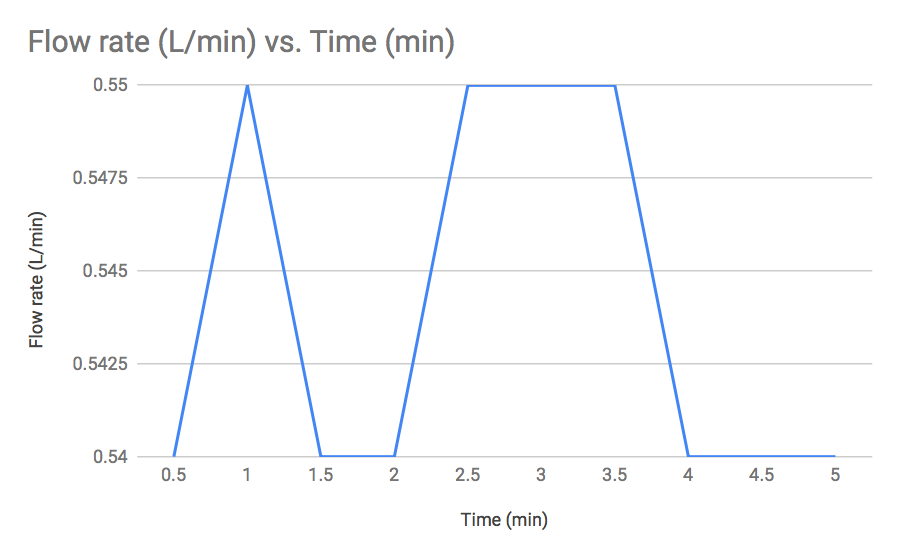 Flow rate (L/min) vs. Time (min)
0.55
0.5475
0.545
0.5425
0.54
Flow rate (L/min)
0.5 1 1.5 2 2.5 3 3.5 4 4.5 5
Time (min)